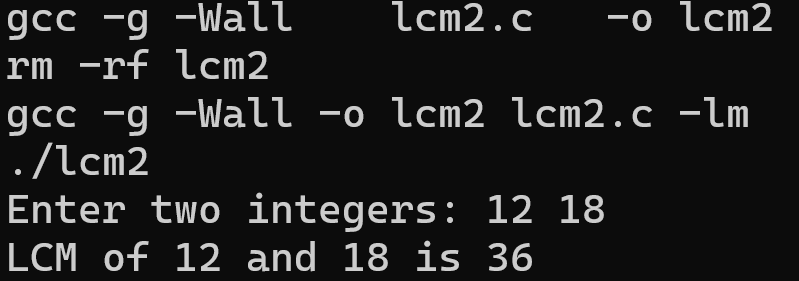 gcc -g -Wall    lcm2.c   -o lcm2
rm -rf lcm2
gcc -g -Wall -o lcm2 lcm2.c -lm
./lcm2
Enter two integers: 12 18
LCM of 12 and 18 is 36